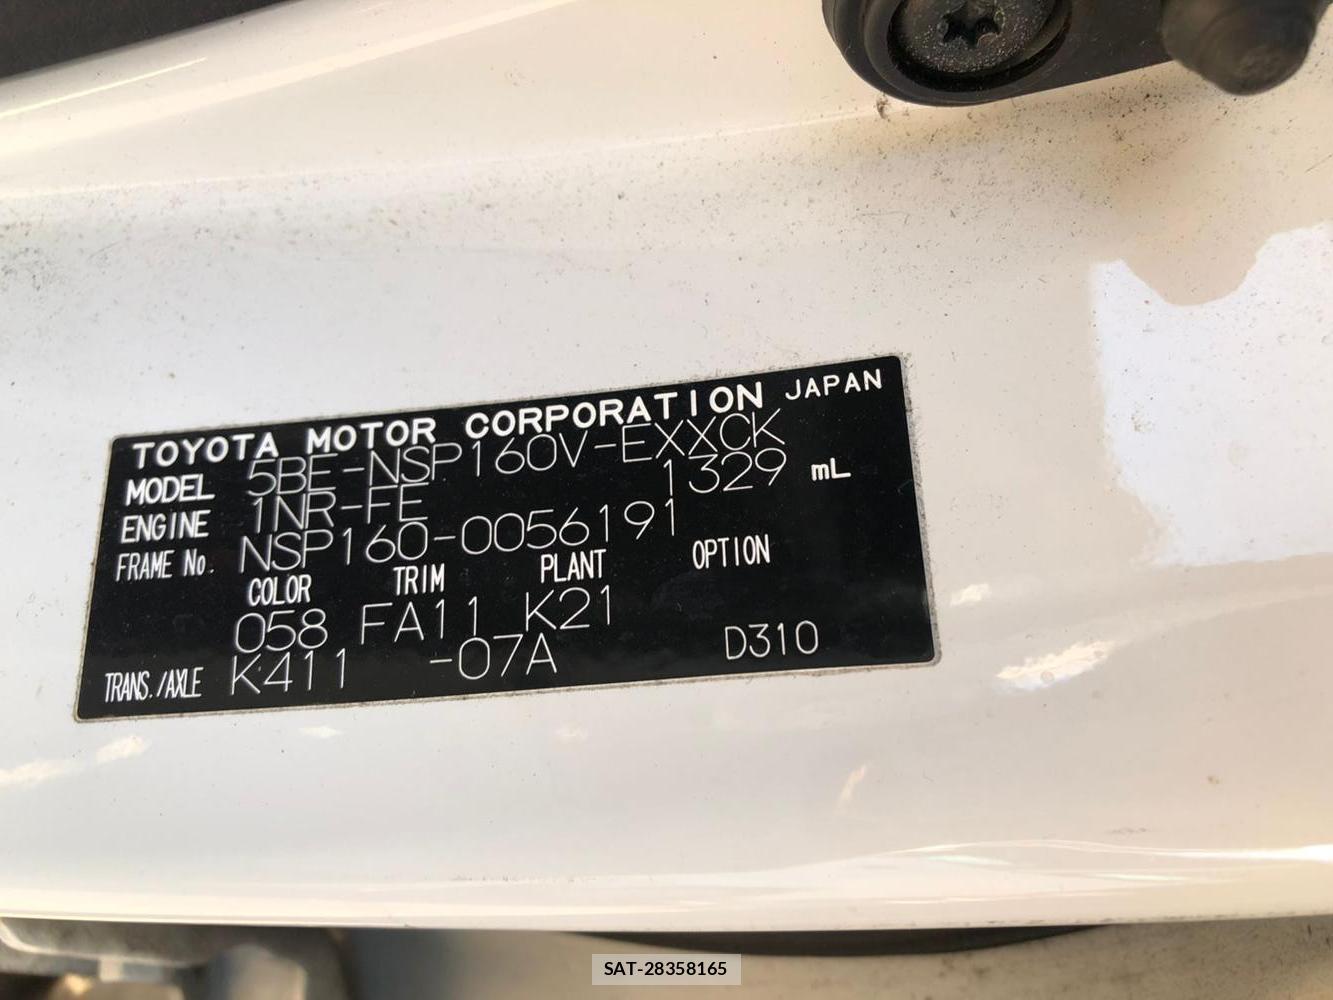 TOYOTA MOTOR CORPORATION JAPAN
MODEL 5BE-NSP160V-EXXCK
ENGINE 1NR-FE 1329 mL
FRAME No. NSP160-0056191
COLOR TRIM PLANT OPTION
058 FA11 K21
TRANS./AXLE K411 -07A D310
SAT-28358165